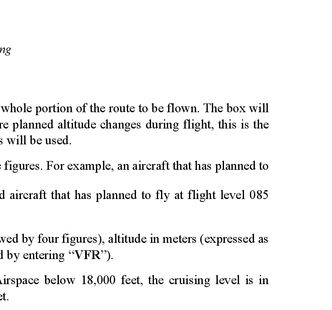 ng
whole portion of the route to be flown. The box will
re planned altitude changes during flight, this is the
s will be used.
figures. For example, an aircraft that has planned to
d aircraft that has planned to fly at flight level 085
wed by four figures), altitude in meters (expressed as
d by entering “VFR”).
Airspace below 18,000 feet, the cruising level is in
et.